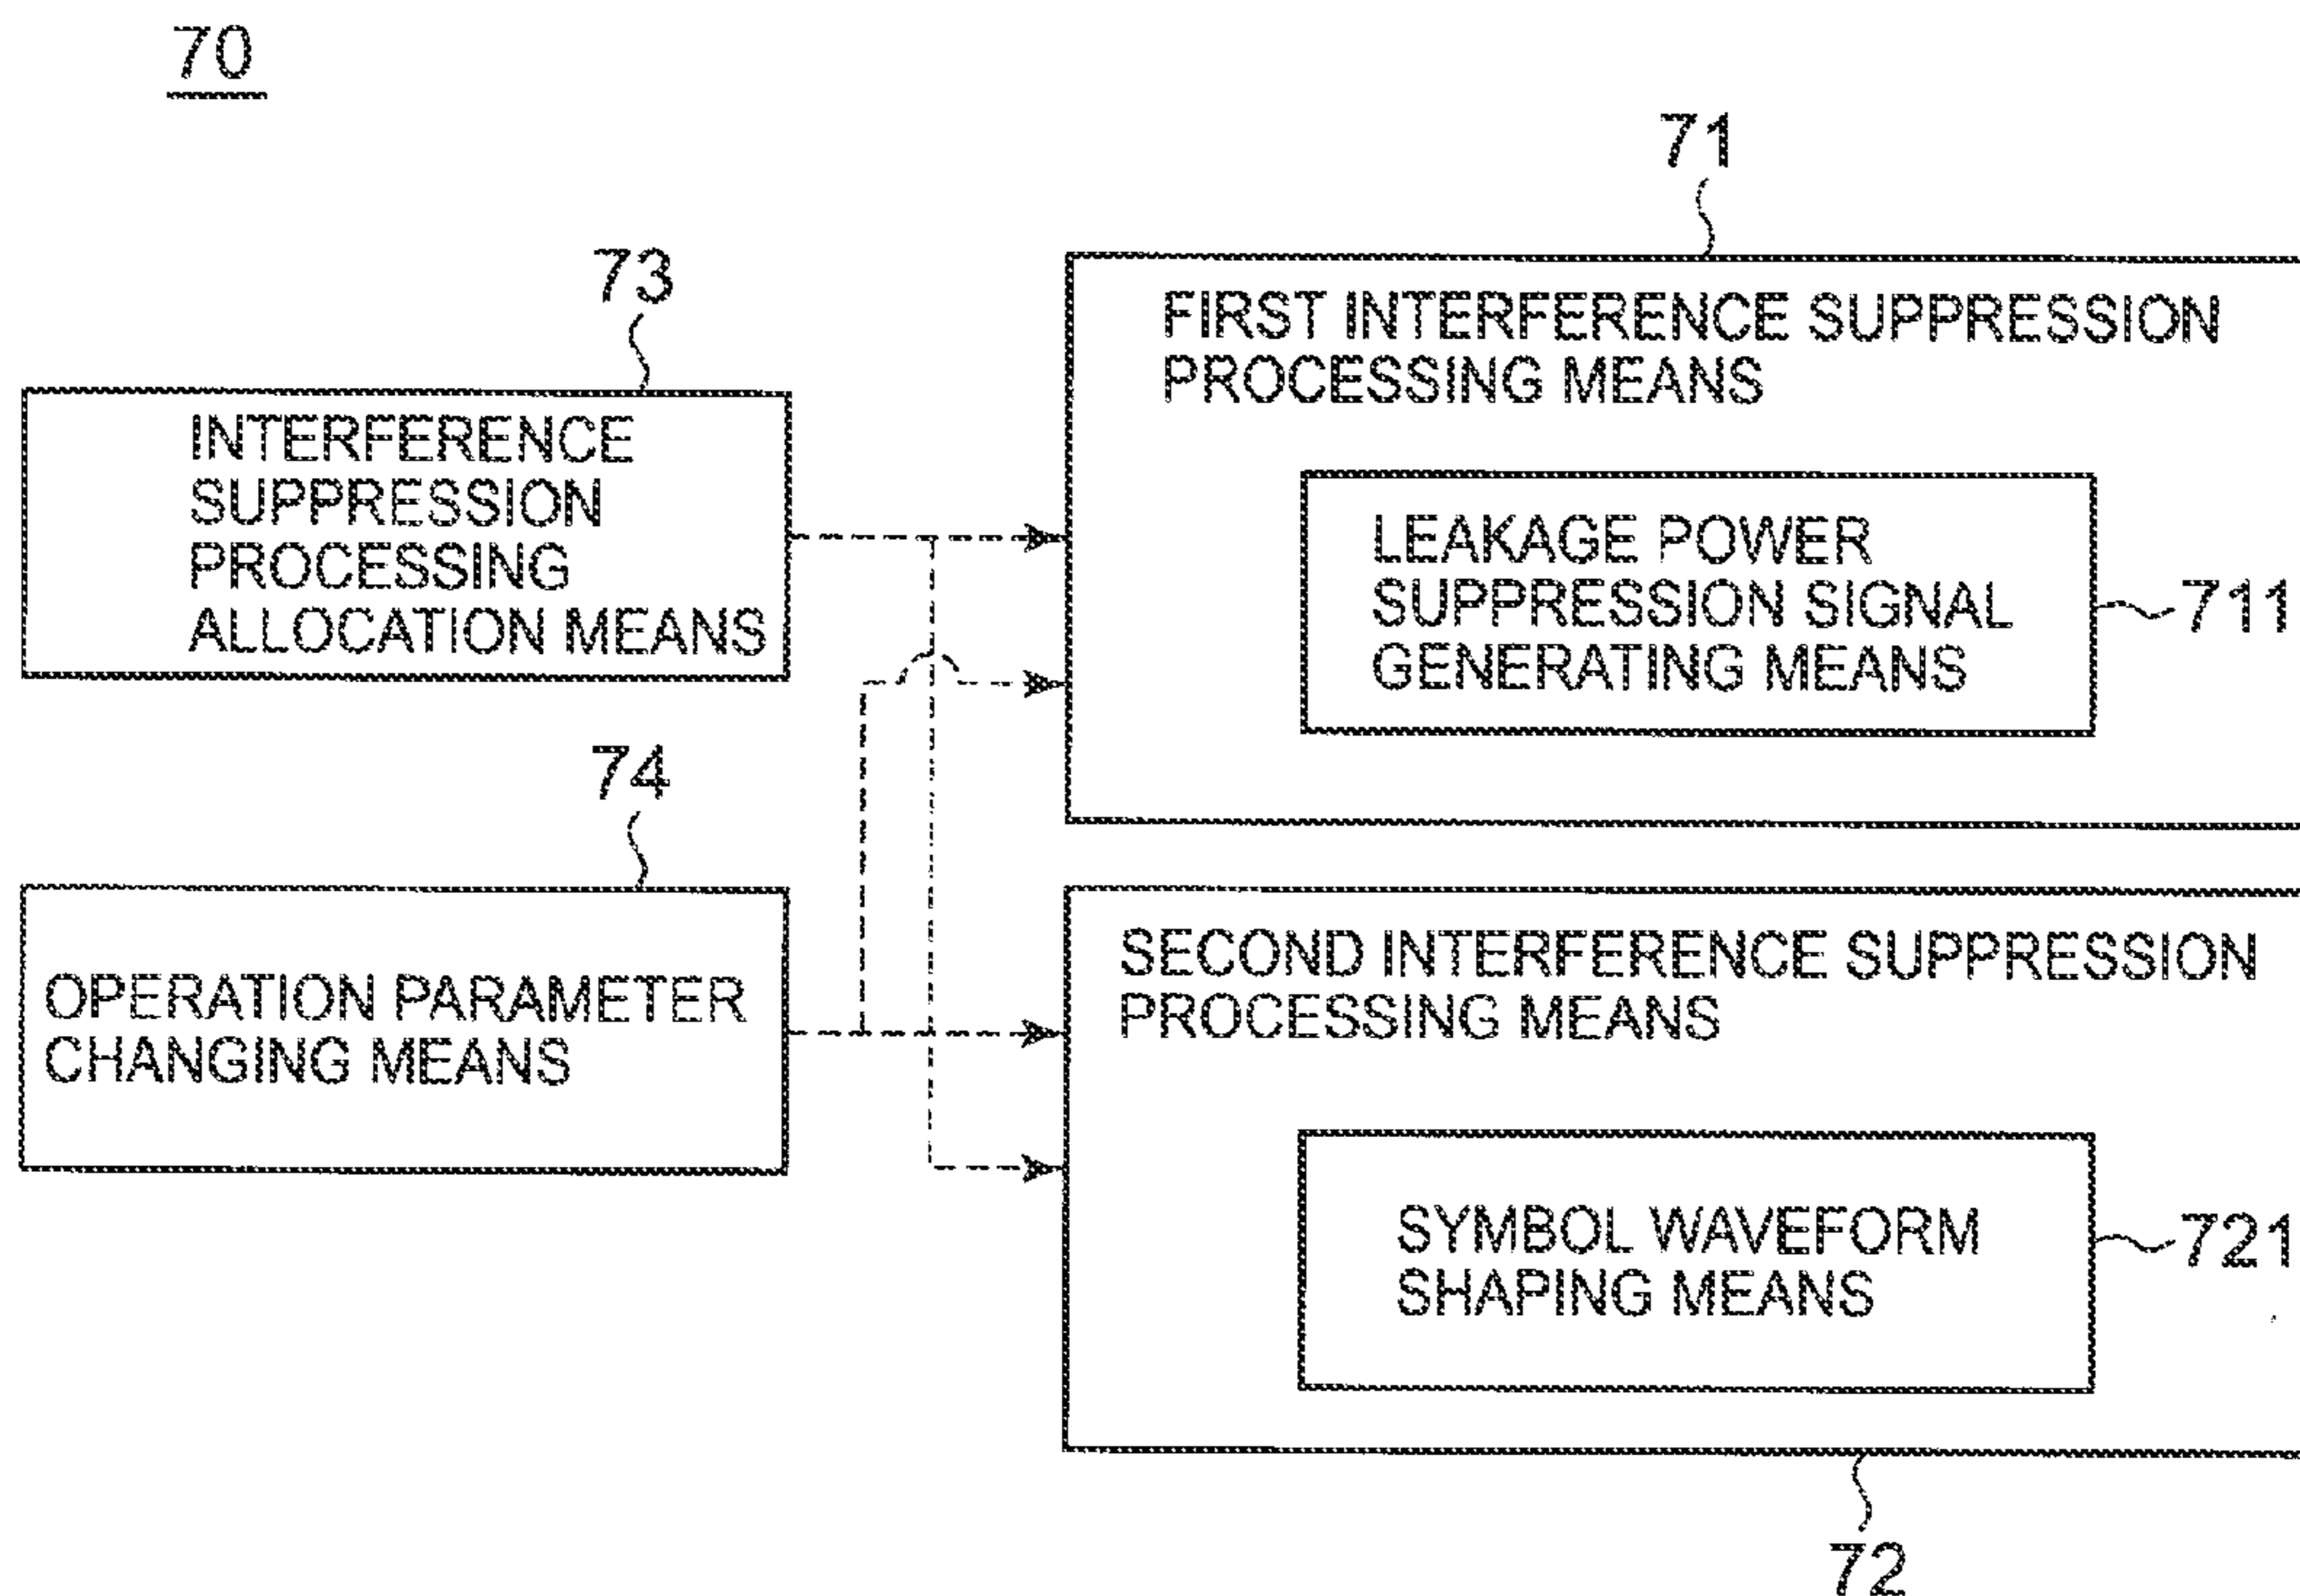 70
71
FIRST INTERFERENCE SUPPRESSION
PROCESSING MEANS
LEAKAGE POWER
SUPPRESSION SIGNAL
GENERATING MEANS
711
73
INTERFERENCE
SUPPRESSION
PROCESSING
ALLOCATION MEANS
74
OPERATION PARAMETER
CHANGING MEANS
SECOND INTERFERENCE SUPPRESSION
PROCESSING MEANS
SYMBOL WAVEFORM
SHAPING MEANS
721
72